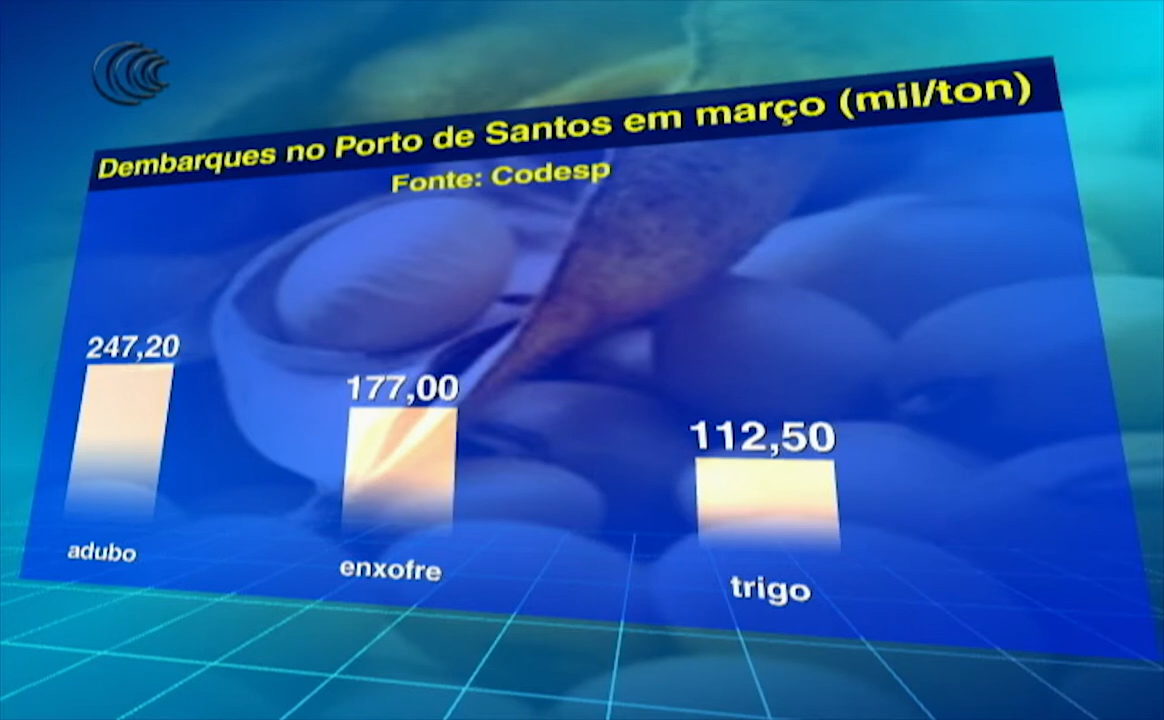 Dembarques no Porto de Santos em março (mil/ton)
Fonte: Codesp
247,20
177,00
112,50
adubo
enxofre
trigo